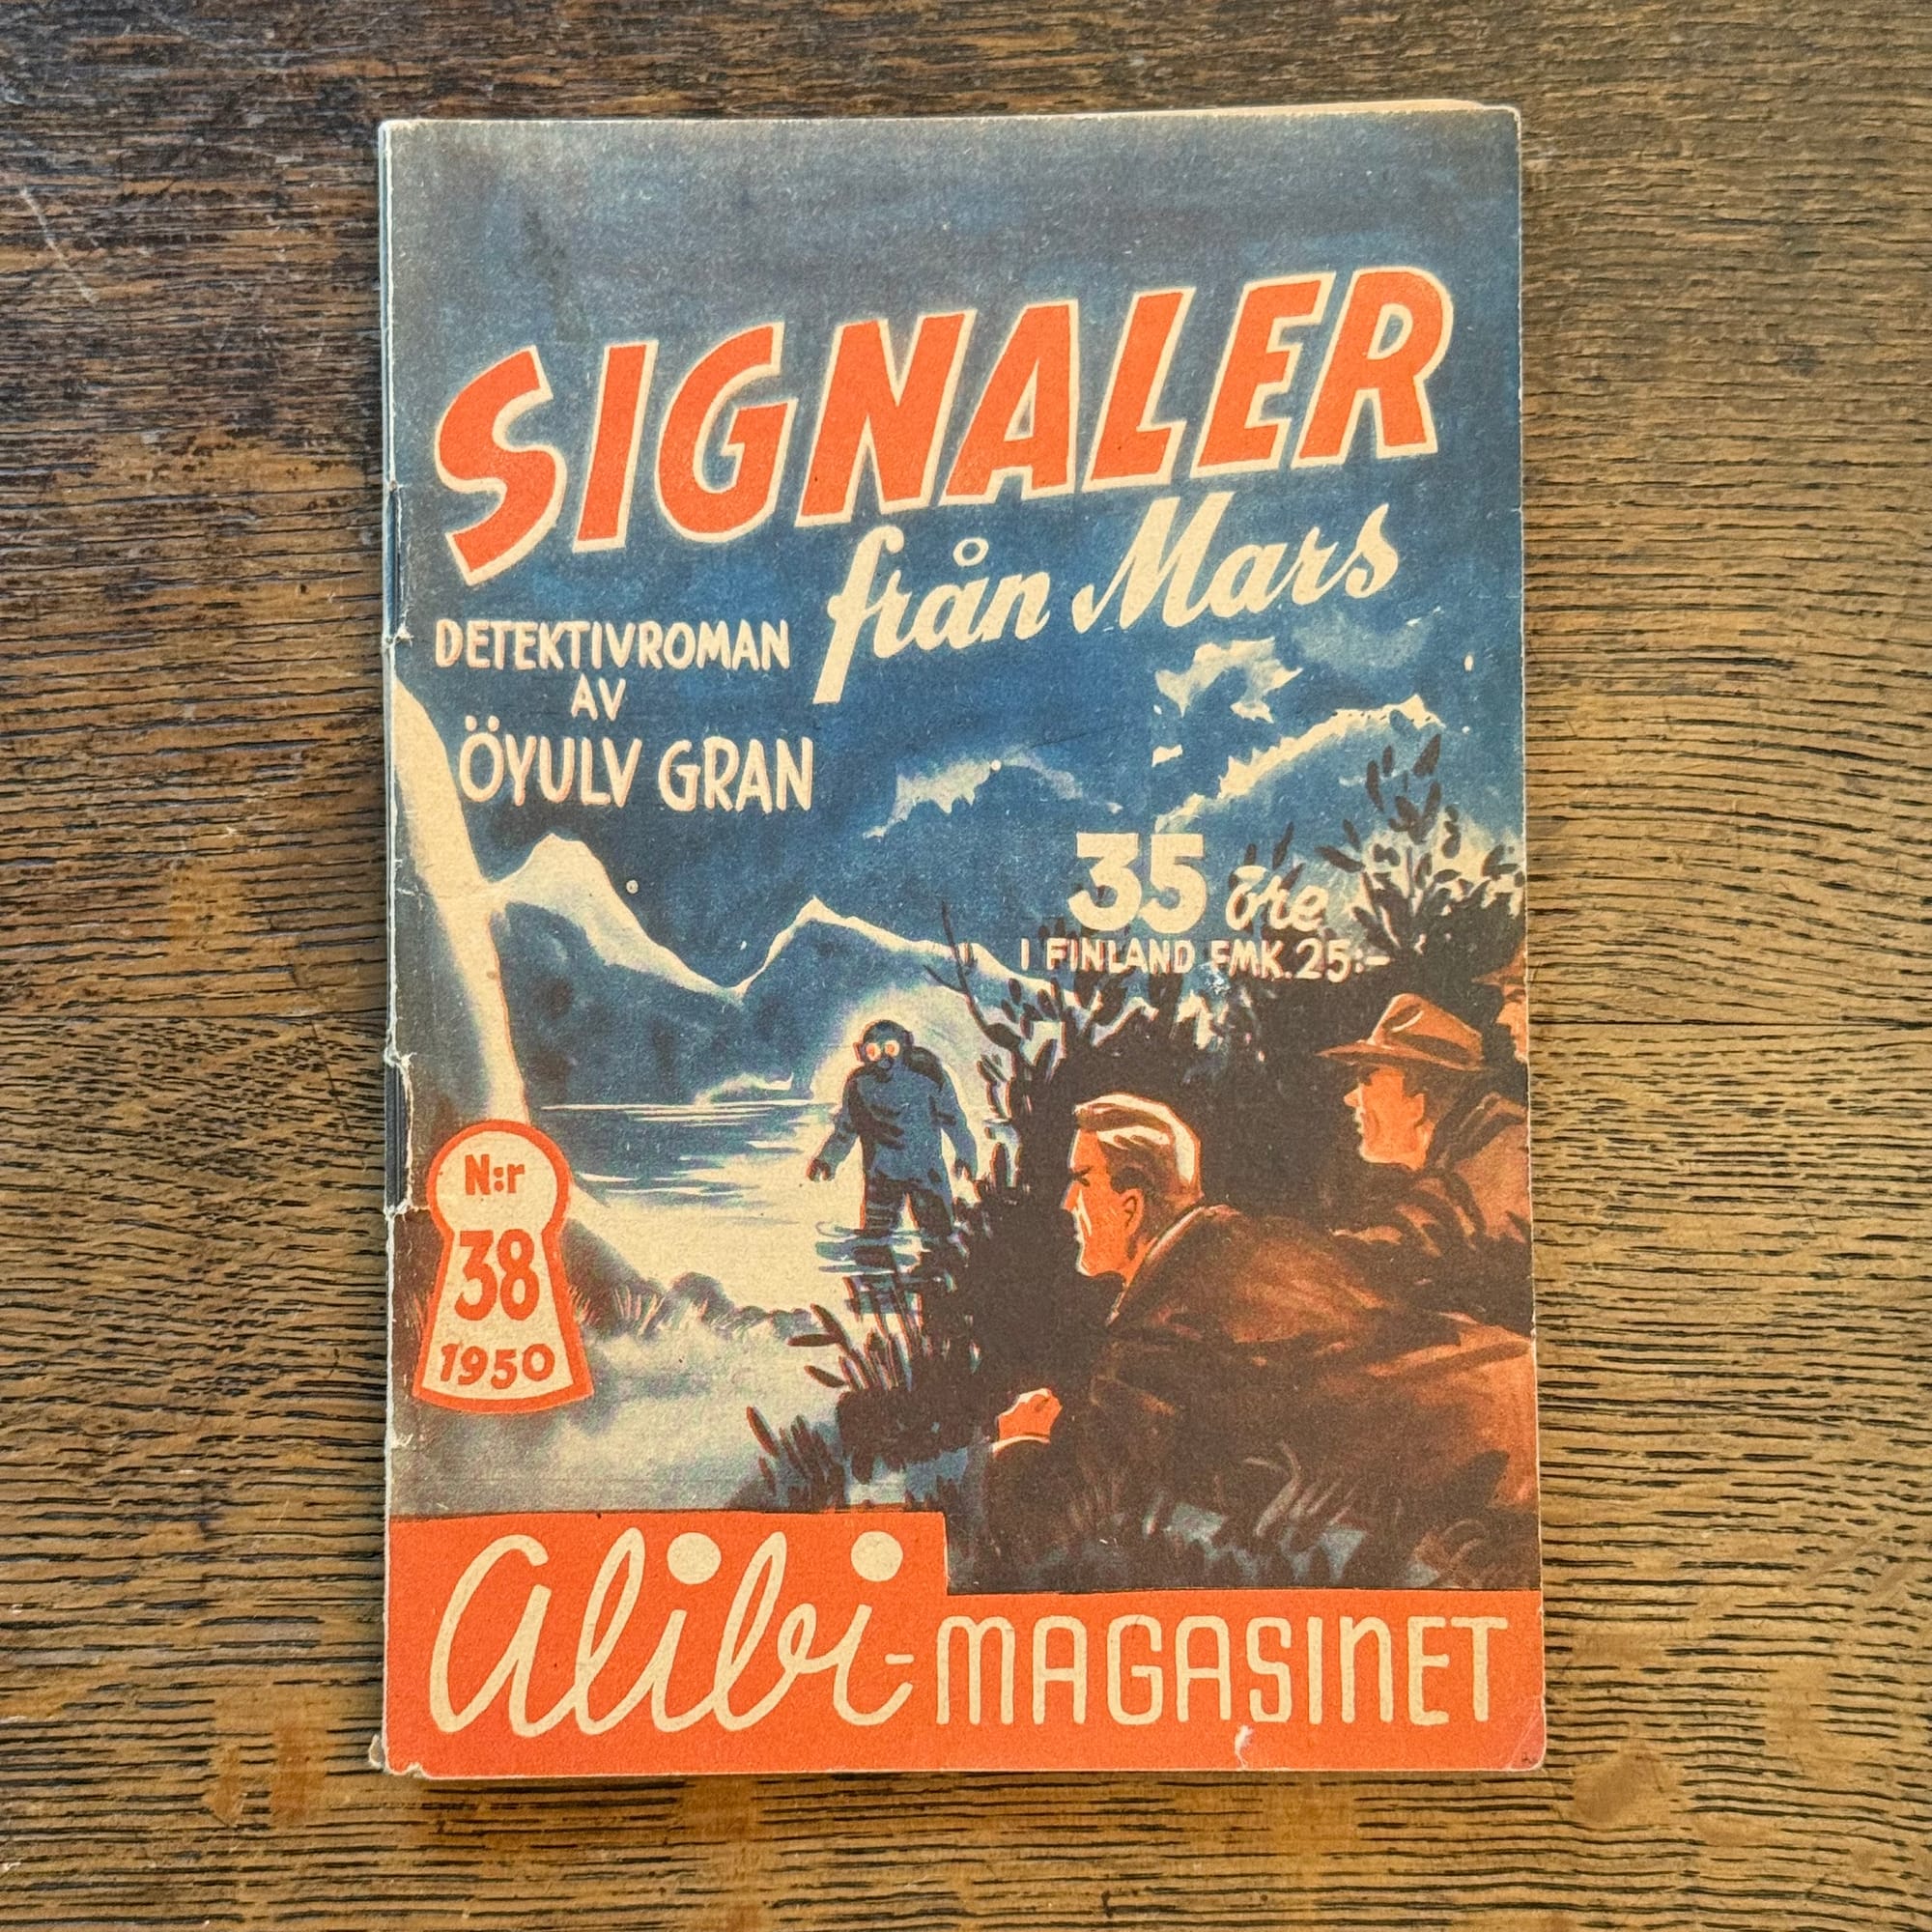 SIGNALER
från Mars
DETEKTIVROMAN
AV
ÖYULV GRAN
35 öre
I FINLAND FMK. 25:-
N:r
38
1950
alibi-MAGASINET